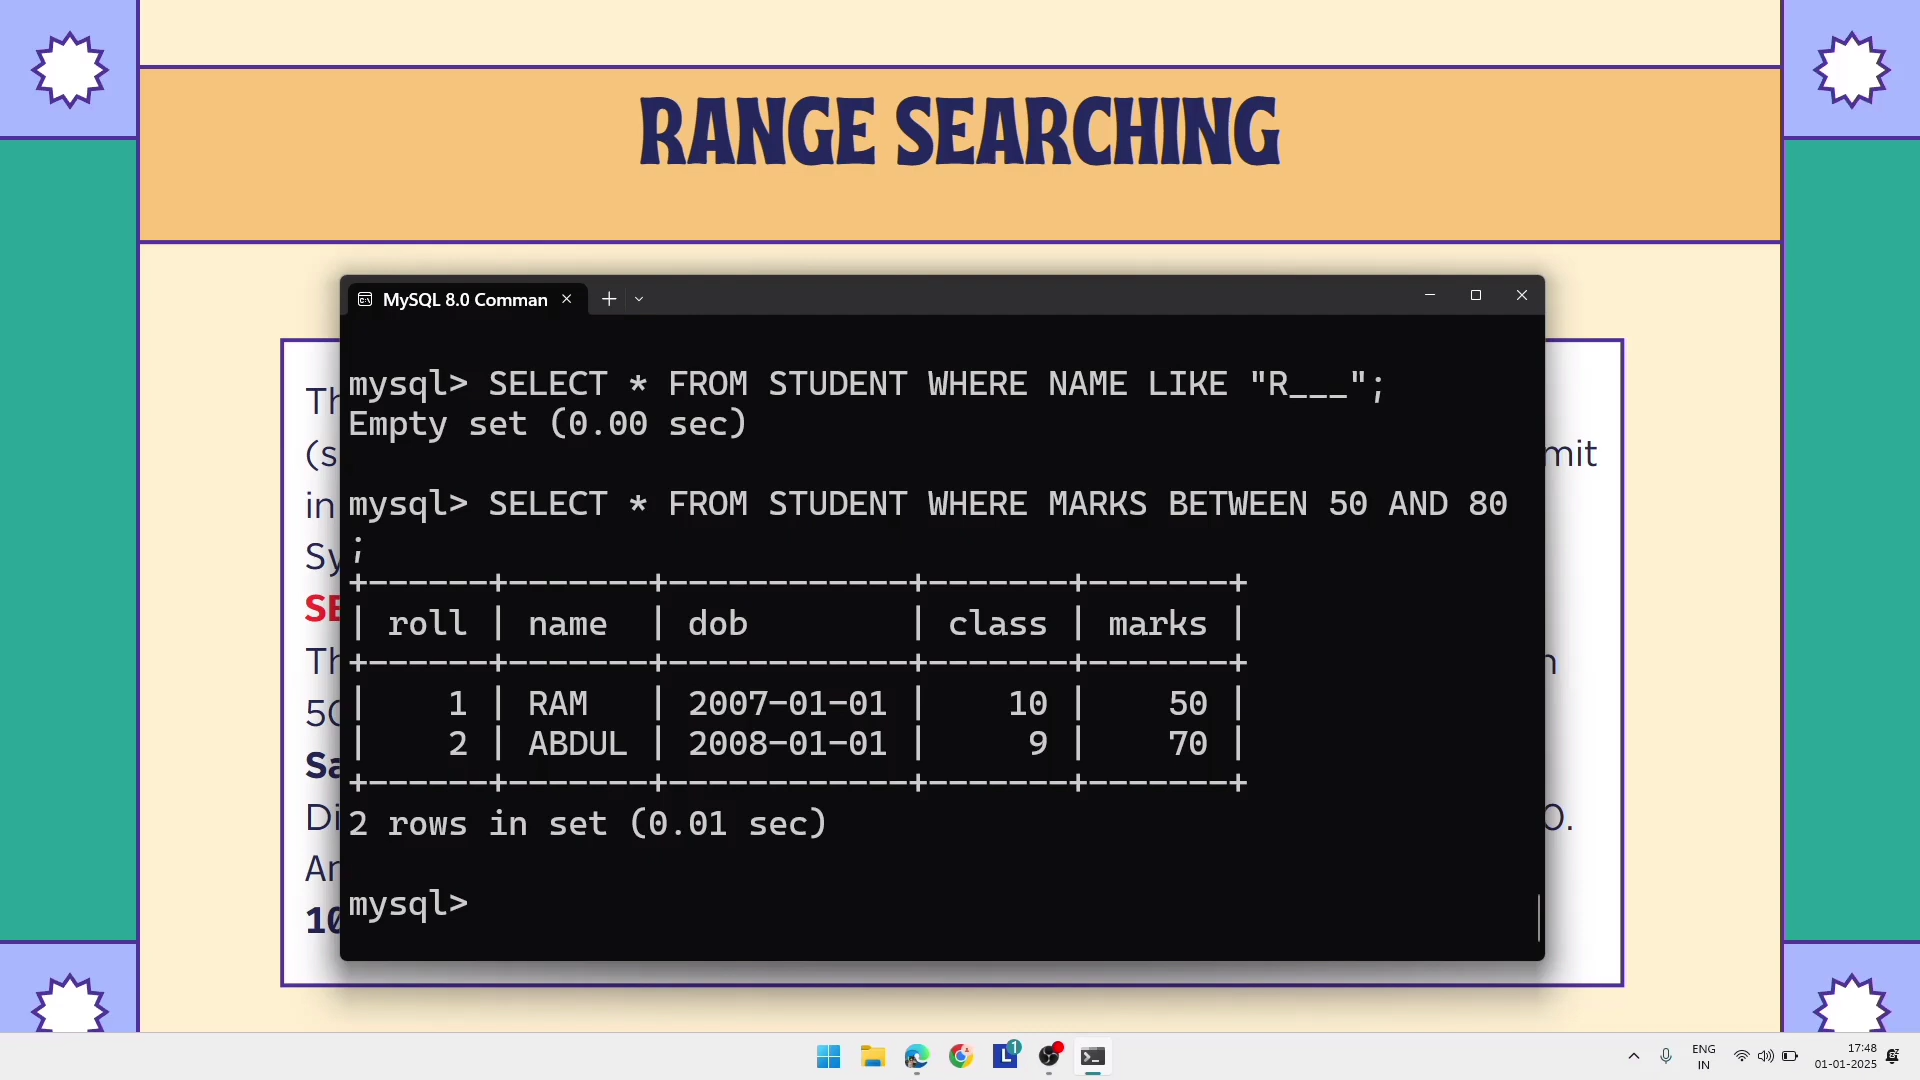 RANGE SEARCHING
MySQL 8.0 Comman
mysql> SELECT * FROM STUDENT WHERE NAME LIKE "R___";
Empty set (0.00 sec)
mysql> SELECT * FROM STUDENT WHERE MARKS BETWEEN 50 AND 80
;
+------+-------+------------+-------+-------+
| roll | name  | dob        | class | marks |
+------+-------+------------+-------+-------+
|    1 | RAM   | 2007-01-01 |    10 |    50 |
|    2 | ABDUL | 2008-01-01 |     9 |    70 |
+------+-------+------------+-------+-------+
2 rows in set (0.01 sec)
mysql>
mit
in
0.
10
ENG
IN
17:48
01-01-2025